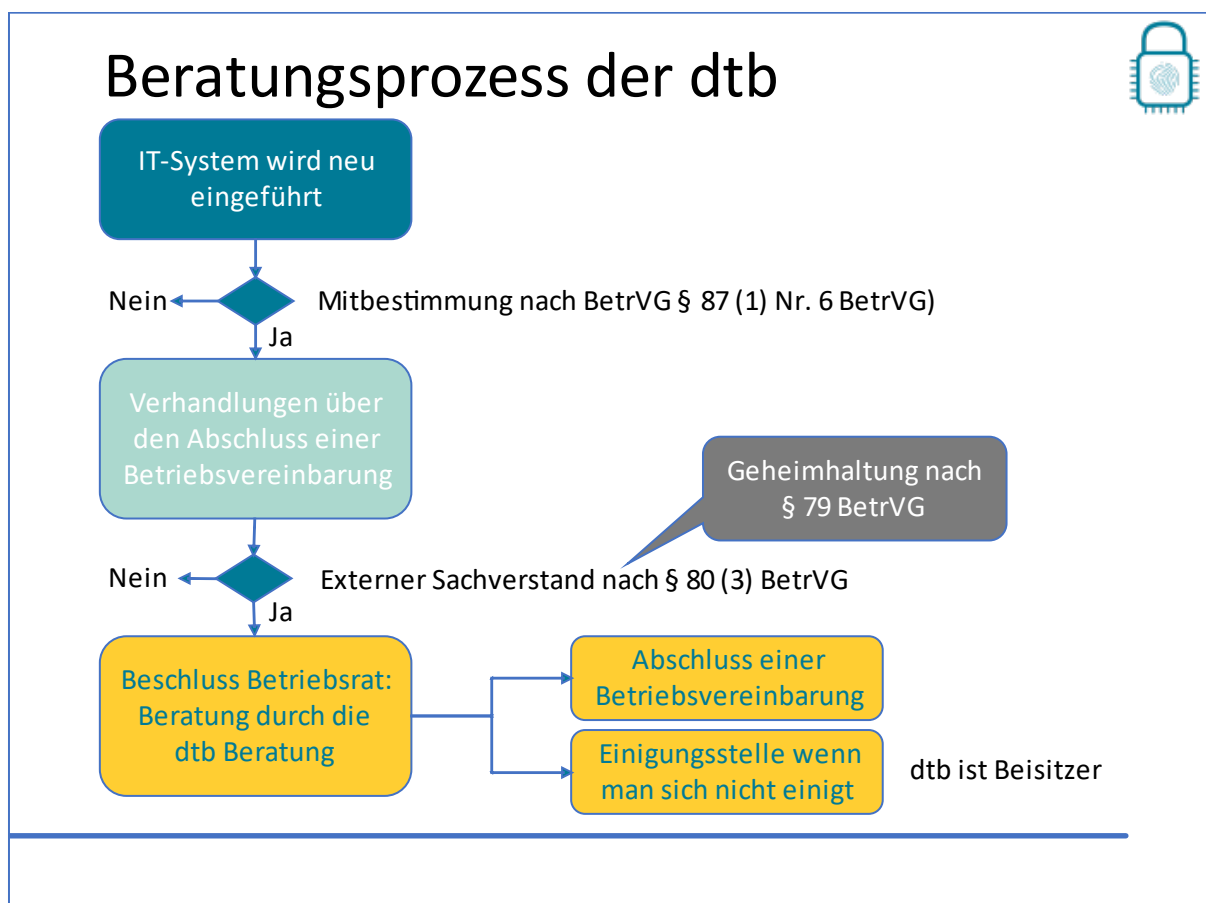 Beratungsprozess der dtb
IT-System wird neu
eingeführt
Nein
Mitbestimmung nach BetrVG § 87 (1) Nr. 6 BetrVG)
Ja
Verhandlungen über
den Abschluss einer
Betriebsvereinbarung
Geheimhaltung nach
§ 79 BetrVG
Nein
Externer Sachverstand nach § 80 (3) BetrVG
Ja
Beschluss Betriebsrat:
Beratung durch die
dtb Beratung
Abschluss einer
Betriebsvereinbarung
Einigungsstelle wenn
man sich nicht einigt
dtb ist Beisitzer